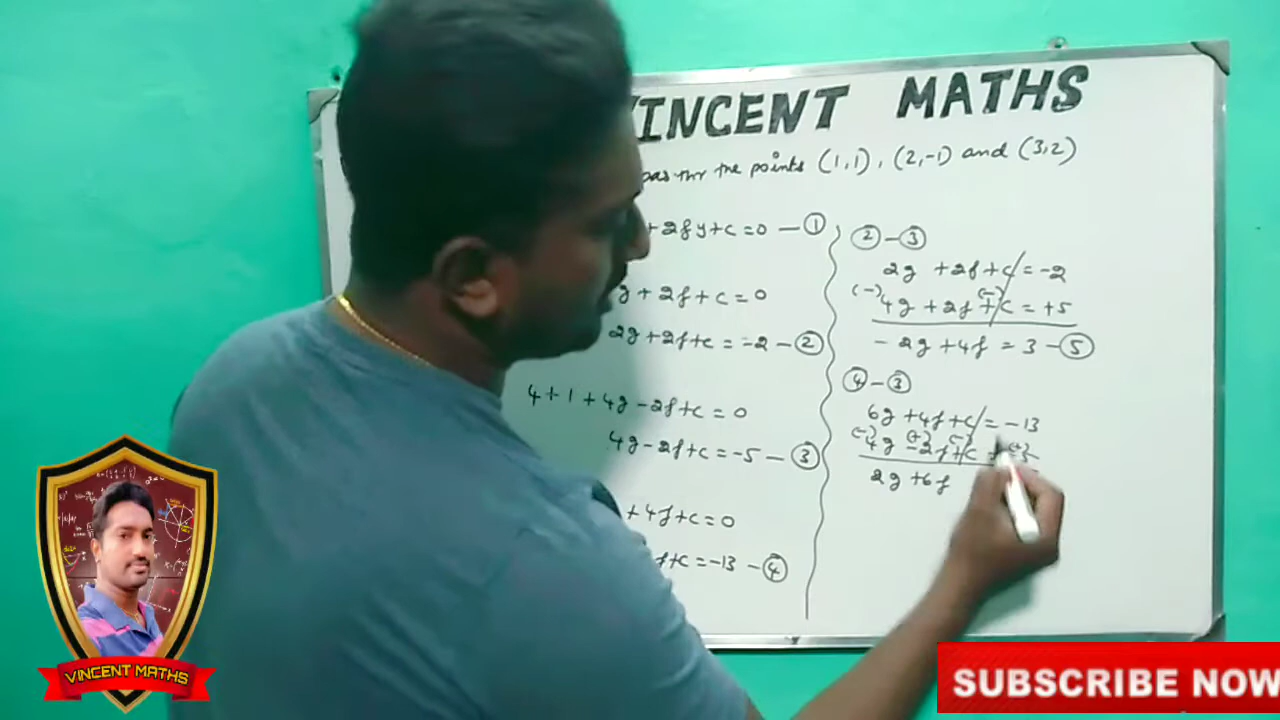 VINCENT MATHS
pass thr the points (1,1), (2,-1) and (3,2)
+2fy+c=0 — ①
g + 2f + c = 0
2g+2f+c = -2 — ②
4+1+4g-2f+c = 0
4g-2f+c = -5 — ③
+4f+c=0
f+c = -13 — ④
② - ③
2g +2f+c = -2
(-) (-)
4g + 2f + c = +5
- 2g+4f = 3 — ⑤
④ - ③
6g +4f+c = -13
(-) (+) (-) (+)
4g -2f+c
2g +6f
VINCENT MATHS
SUBSCRIBE NOW